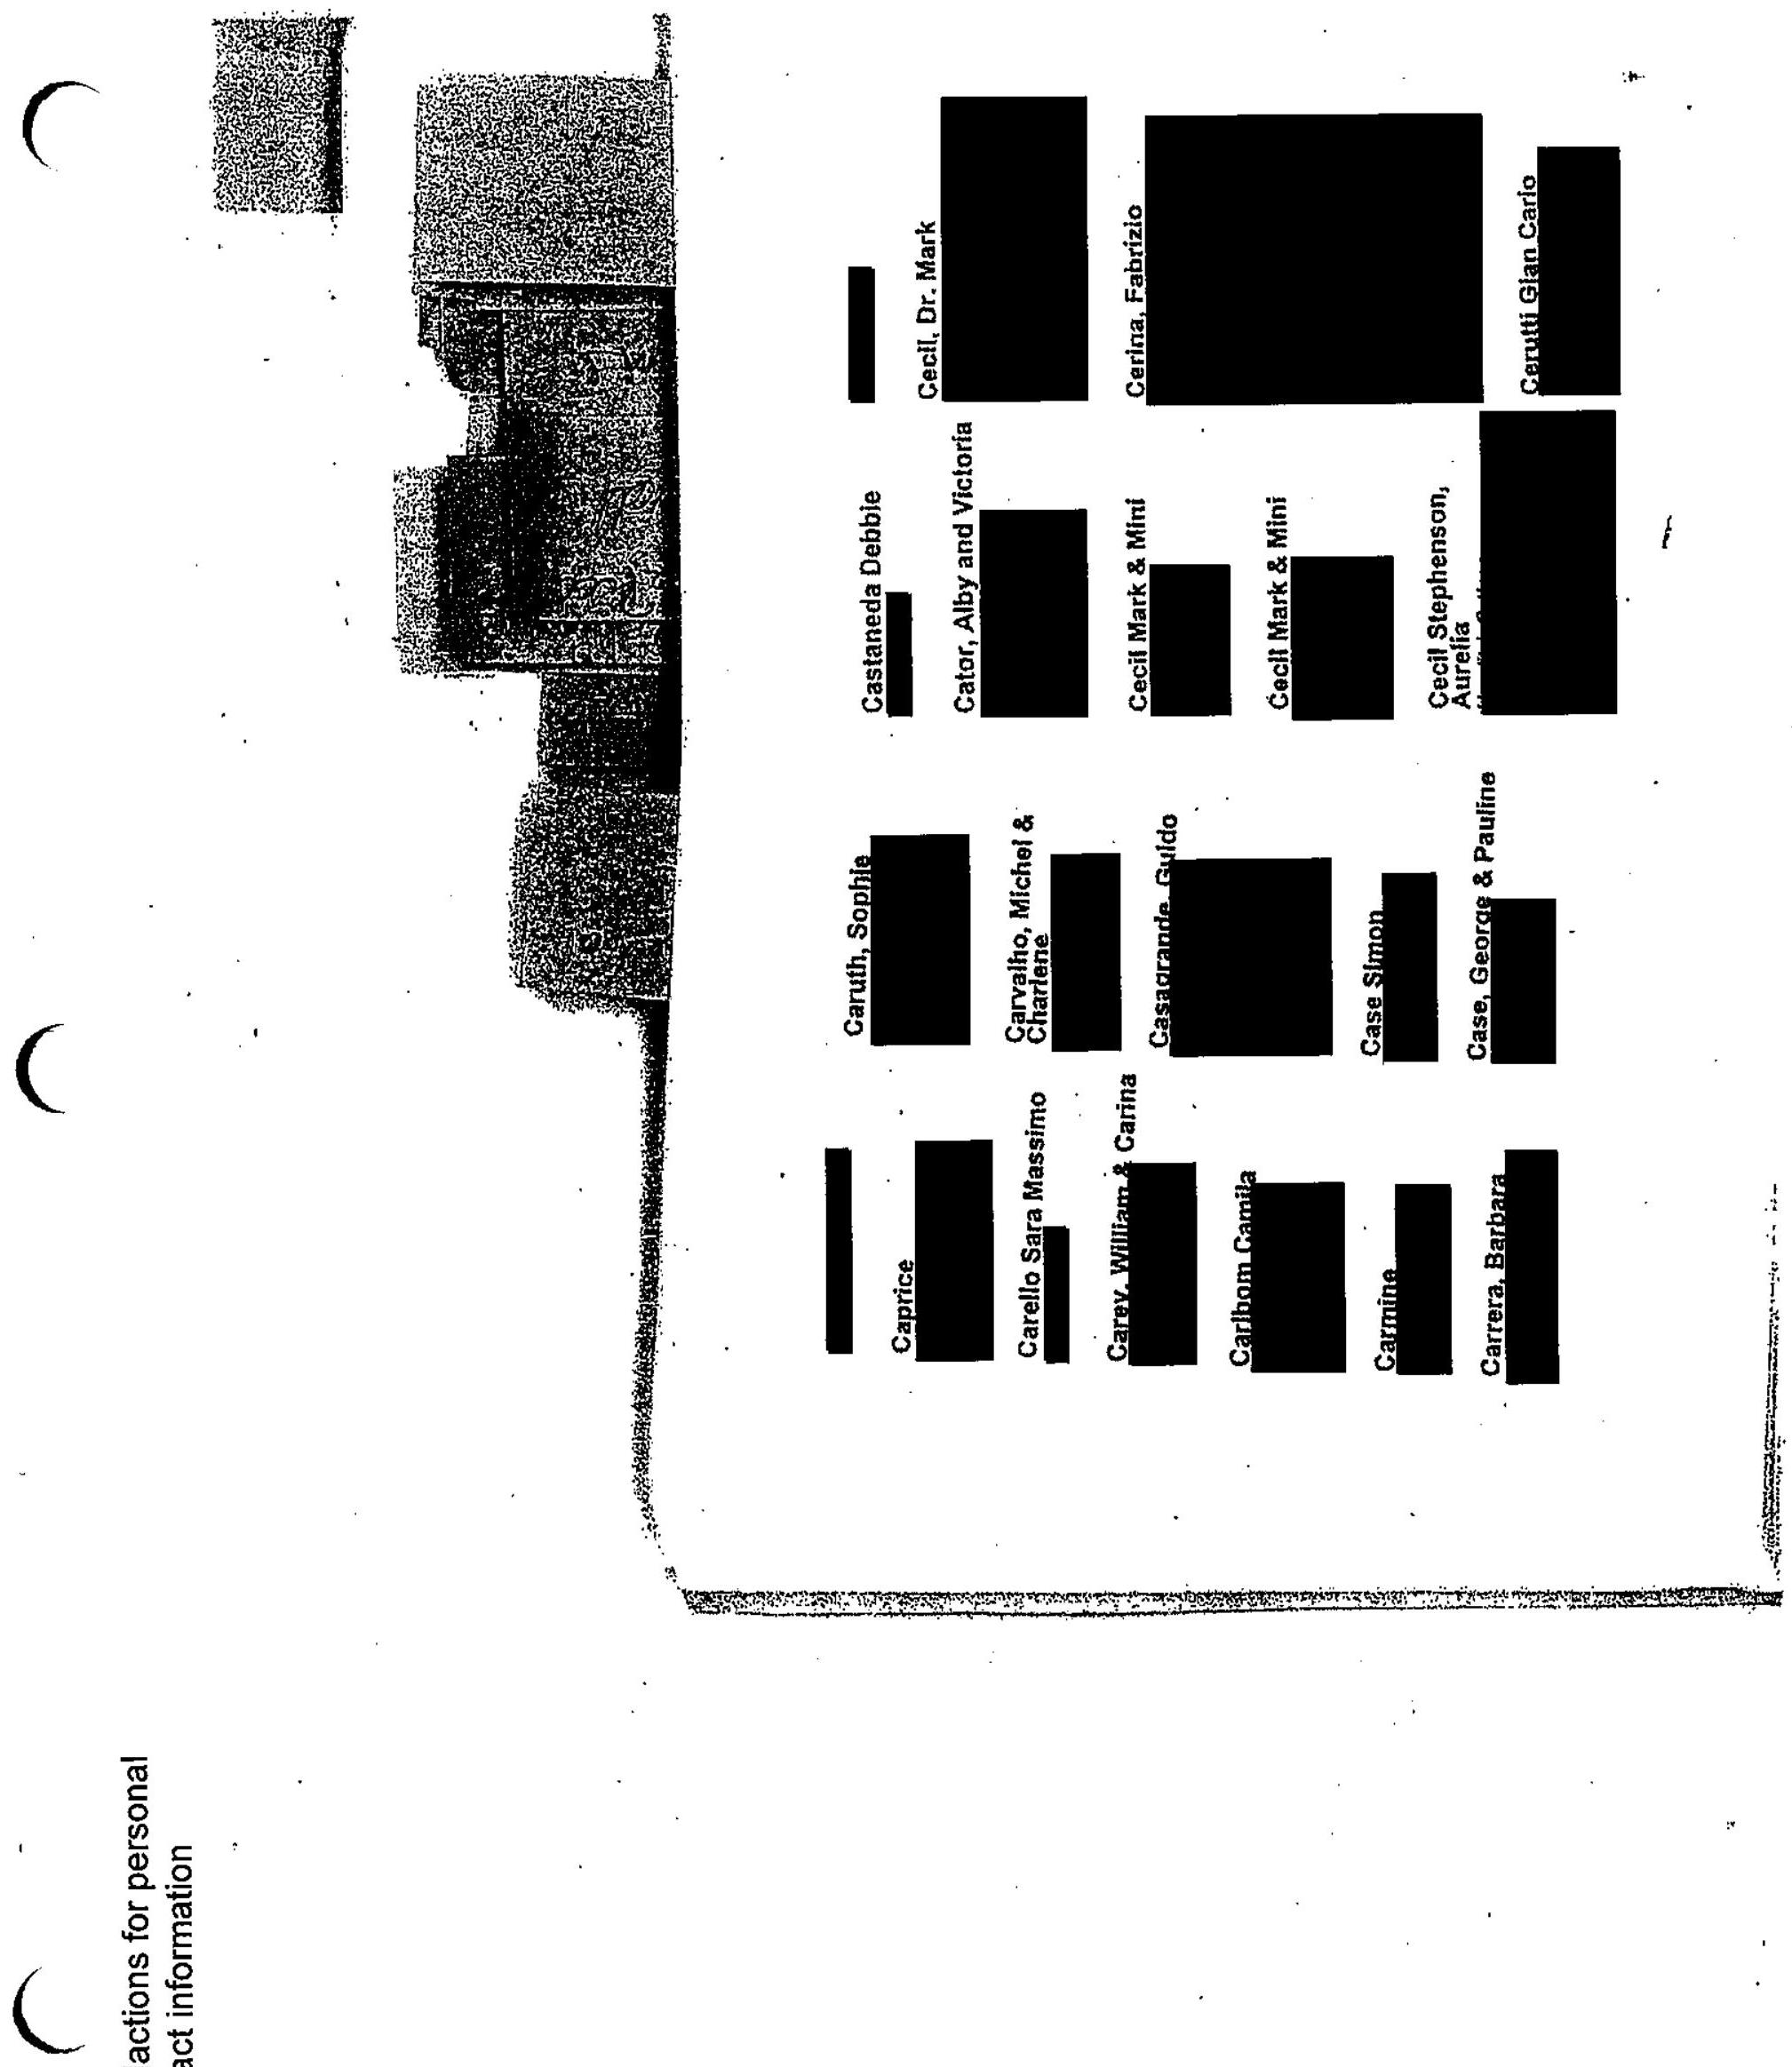 actions for personal
act information
Caprice
Carello Sara Massimo
Carey, William & Carina
Carlbom Camila
Carmine
Carrera, Barbara
Caruth, Sophie
Carvalho, Michel &
Charlene
Casagrande, Guido
Case Simon
Case, George & Pauline
Castaneda Debbie
Cator, Alby and Victoria
Cecil Mark & Mini
Cecil Mark & Mini
Cecil Stephenson,
Aurelia
Cecil, Dr. Mark
Cerina, Fabrizio
Cerutti Gian Carlo